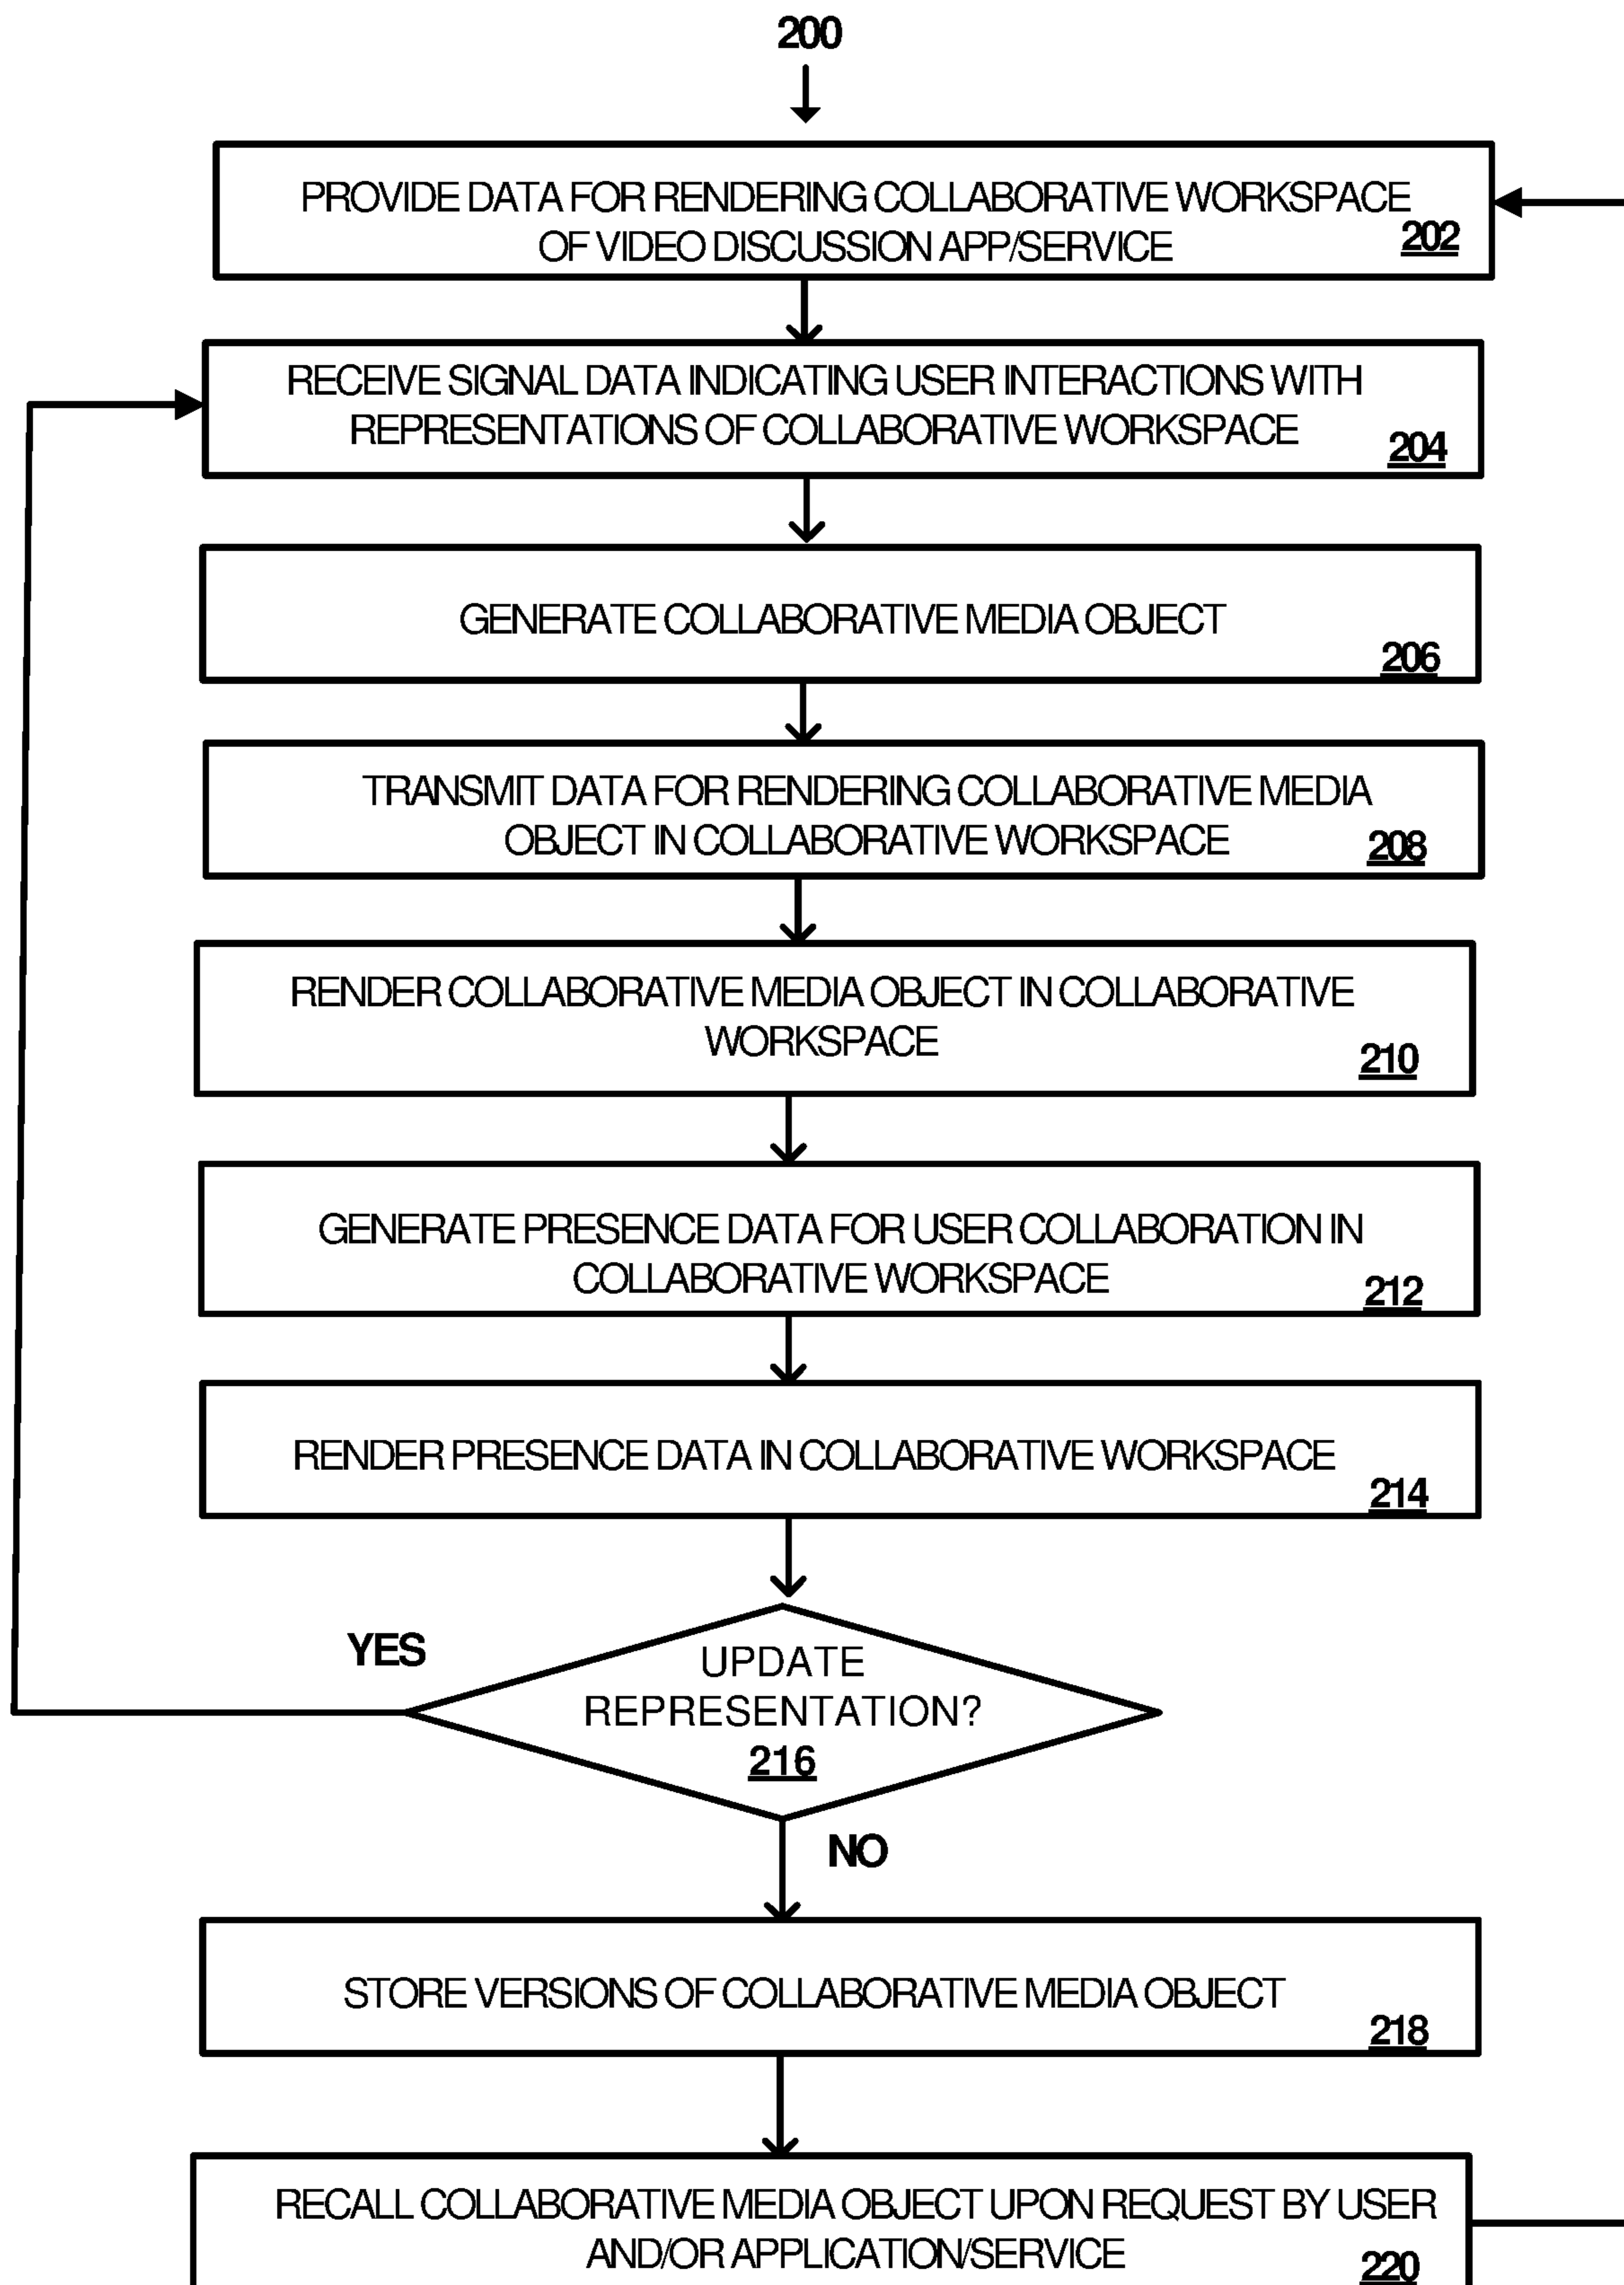 200
PROVIDE DATA FOR RENDERING COLLABORATIVE WORKSPACE
OF VIDEO DISCUSSION APP/SERVICE
202
RECEIVE SIGNAL DATA INDICATING USER INTERACTIONS WITH
REPRESENTATIONS OF COLLABORATIVE WORKSPACE
204
GENERATE COLLABORATIVE MEDIA OBJECT
206
TRANSMIT DATA FOR RENDERING COLLABORATIVE MEDIA
OBJECT IN COLLABORATIVE WORKSPACE
208
RENDER COLLABORATIVE MEDIA OBJECT IN COLLABORATIVE
WORKSPACE
210
GENERATE PRESENCE DATA FOR USER COLLABORATION IN
COLLABORATIVE WORKSPACE
212
RENDER PRESENCE DATA IN COLLABORATIVE WORKSPACE
214
YES
UPDATE
REPRESENTATION?
216
NO
STORE VERSIONS OF COLLABORATIVE MEDIA OBJECT
218
RECALL COLLABORATIVE MEDIA OBJECT UPON REQUEST BY USER
AND/OR APPLICATION/SERVICE
220